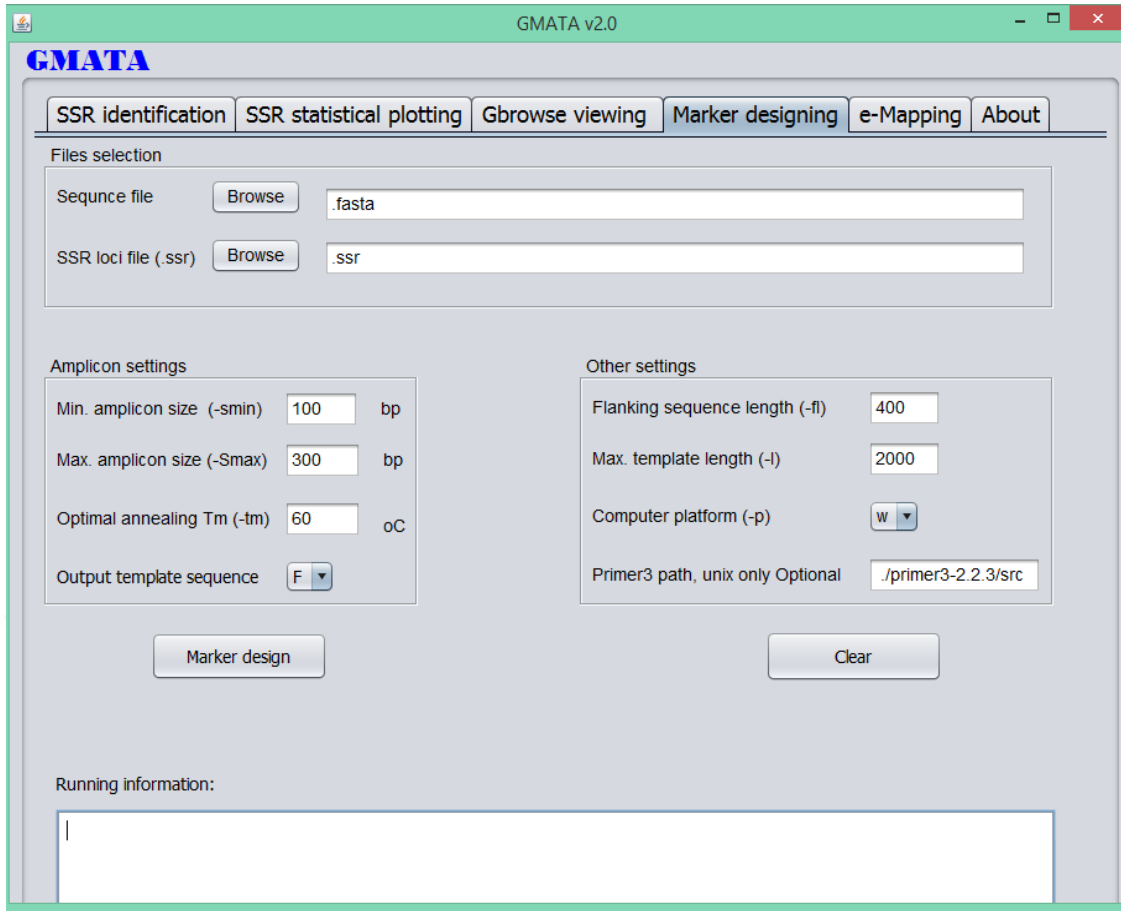 GMATA v2.0
GMATA
SSR identification SSR statistical plotting Gbrowse viewing Marker designing e-Mapping About
Files selection
Sequnce file Browse .fasta
SSR loci file (.ssr) Browse .ssr
Amplicon settings Other settings
Min. amplicon size (-smin) 100 bp Flanking sequence length (-fl) 400
Max. amplicon size (-Smax) 300 bp Max. template length (-l) 2000
Optimal annealing Tm (-tm) 60 oC Computer platform (-p) w
Output template sequence F Primer3 path, unix only Optional ./primer3-2.2.3/src
Marker design Clear
Running information: